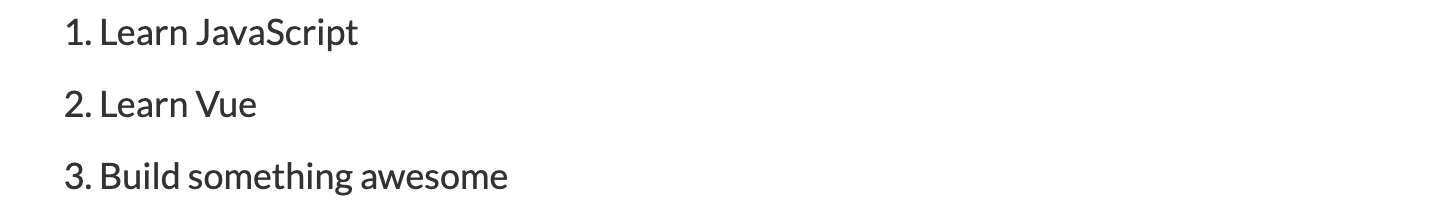 1. Learn JavaScript
2. Learn Vue
3. Build something awesome